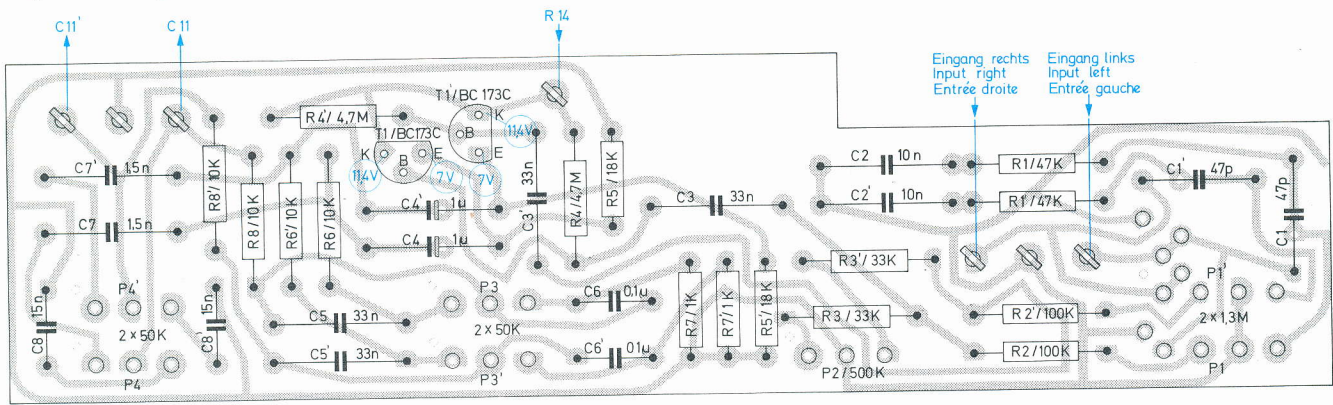 C11'
C11
R14
Eingang rechts
Input right
Entrée droite
Eingang links
Input left
Entrée gauche
T1'/BC 173C
K
B
E
11,4V
R4'/ 4,7M
T1/BC173C
K
B
E
11,4V
7V
7V
C7' 1,5n
C7 1,5n
R8'/ 10K
R8/10K
R6'/ 10K
R6/10K
C4' 1µ
C4 1µ
33n
C3'
R4/4,7M
R5/18K
C3 33n
C2 10n
C2' 10n
R1/47K
R1'/47K
C1' 47p
47p
C1
R3'/ 33K
R3/ 33K
P1'
2 x 1,3M
P1
R2'/100K
R2/100K
15n
C8
P4'
2 x 50K
P4
15n
C8'
C5 33n
C5' 33n
P3
2 x 50K
P3'
C6 0,1µ
C6' 0,1µ
R7'/ 1K
R7/ 1K
R5'/ 18K
P2/500K